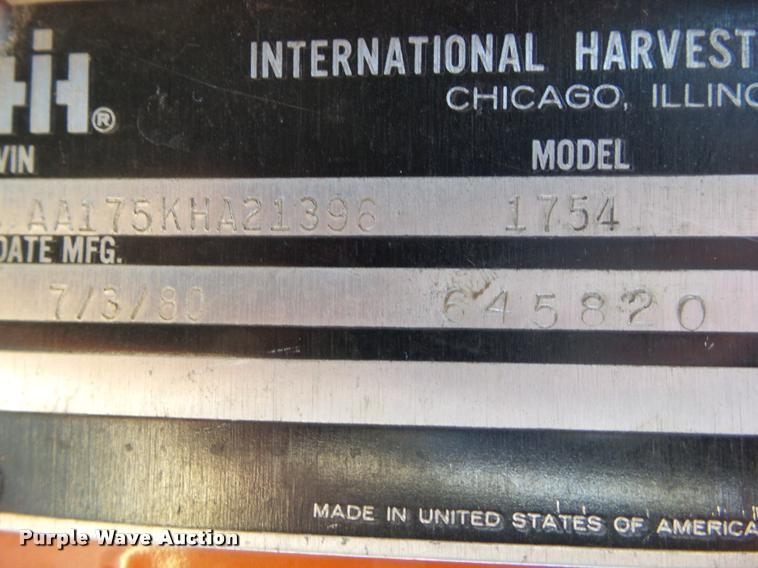 IH®
INTERNATIONAL HARVEST
CHICAGO, ILLINO
VIN MODEL
AA175KHA21396 1754
DATE MFG.
7/3/80 645820
MADE IN UNITED STATES OF AMERICA
Purple Wave Auction